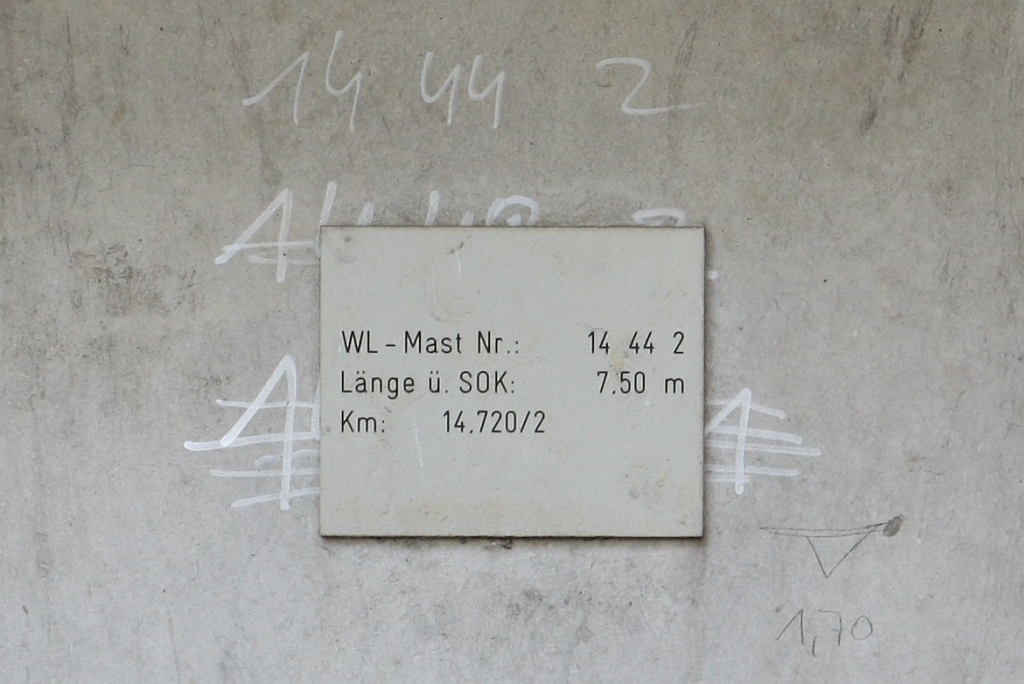 14 44 2
WL-Mast Nr.: 14 44 2
Länge ü. SOK: 7,50 m
Km: 14,720/2
1,70